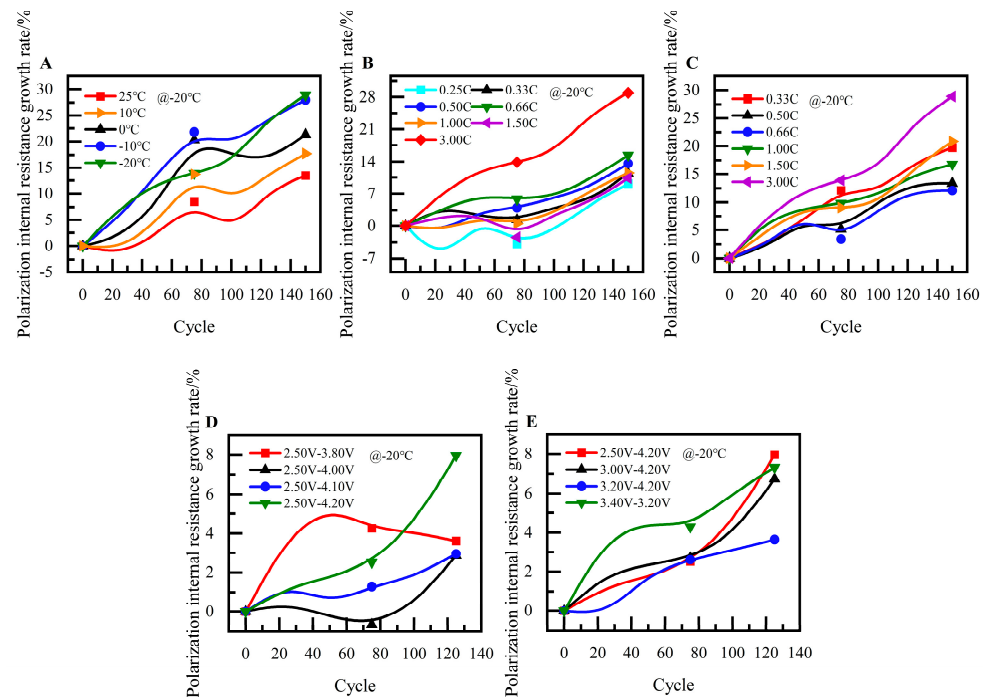 A
Polarization internal resistance growth rate/%
30
25
20
15
10
5
0
-5
25℃ @-20℃
10℃
0℃
-10℃
-20℃
0 20 40 60 80 100 120 140 160
Cycle
B
Polarization internal resistance growth rate/%
28
21
14
7
0
-7
0.25C 0.33C @-20℃
0.50C 0.66C
1.00C 1.50C
3.00C
0 20 40 60 80 100 120 140 160
Cycle
C
Polarization internal resistance growth rate/%
30
25
20
15
10
5
0
0.33C @-20℃
0.50C
0.66C
1.00C
1.50C
3.00C
0 20 40 60 80 100 120 140 160
Cycle
D
Polarization internal resistance growth rate/%
8
6
4
2
0
2.50V-3.80V @-20℃
2.50V-4.00V
2.50V-4.10V
2.50V-4.20V
0 20 40 60 80 100 120 140
Cycle
E
Polarization internal resistance growth rate/%
8
6
4
2
0
2.50V-4.20V @-20℃
3.00V-4.20V
3.20V-4.20V
3.40V-3.20V
0 20 40 60 80 100 120 140
Cycle